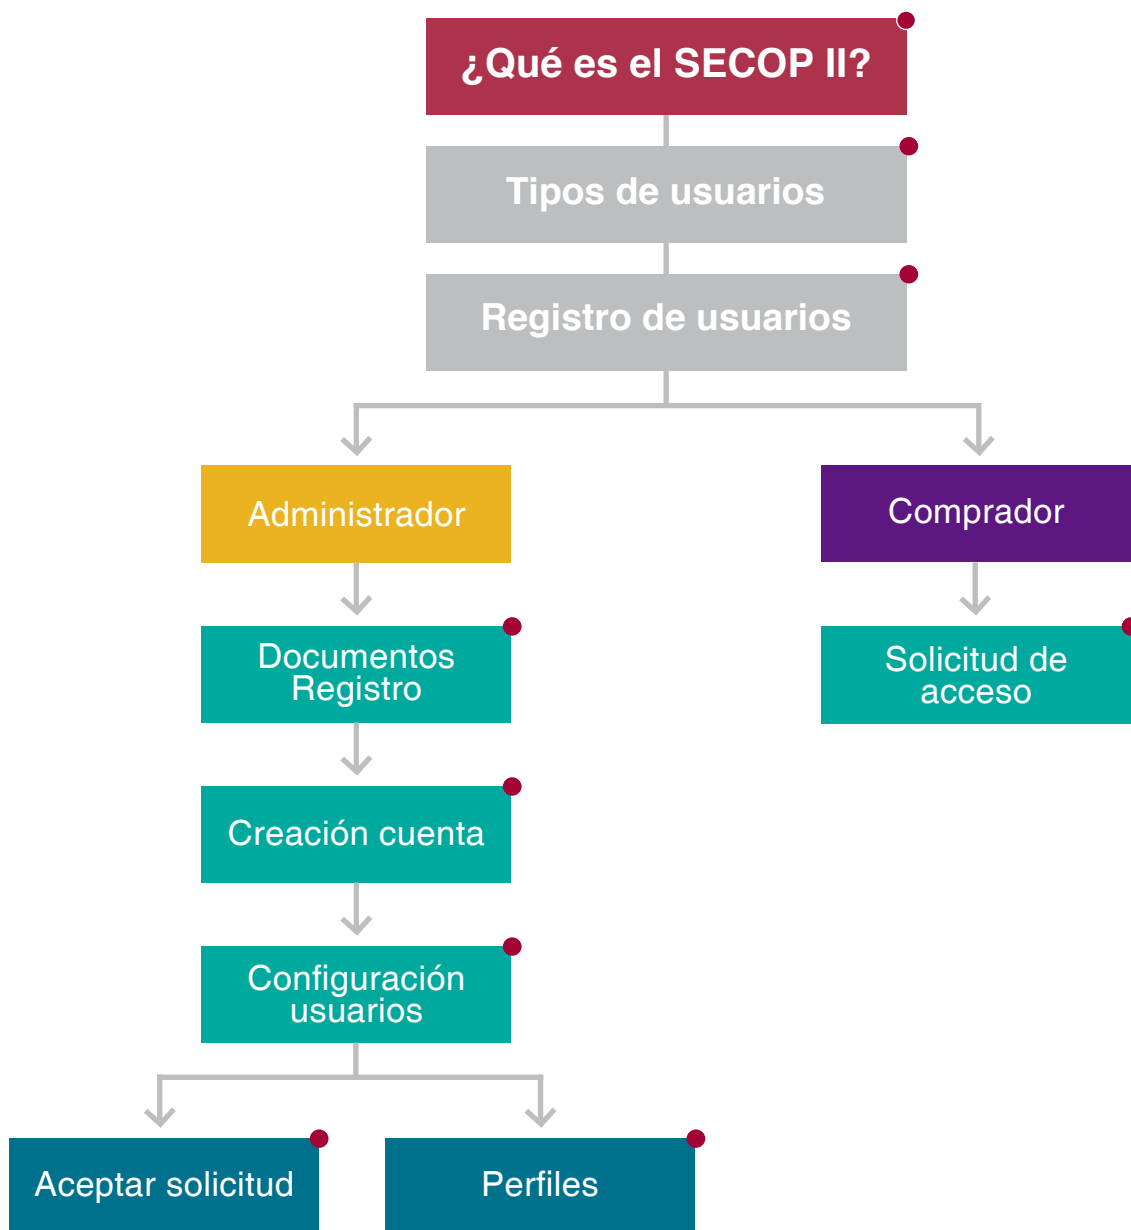 ¿Qué es el SECOP II?
Tipos de usuarios
Registro de usuarios
Administrador
Comprador
Documentos
Registro
Solicitud de
acceso
Creación cuenta
Configuración
usuarios
Aceptar solicitud
Perfiles